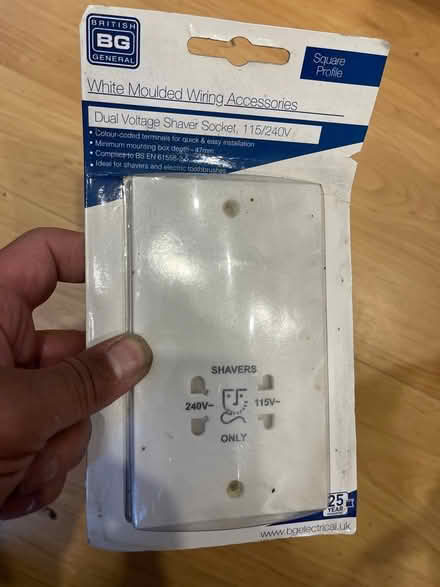 BRITISH
BG
GENERAL
Square
Profile
White Moulded Wiring Accessories
Dual Voltage Shaver Socket, 115/240V
• Colour-coded terminals for quick & easy installation
• Minimum mounting box depth - 47mm
• Complies to BS EN 61558-2-5
• Ideal for shavers and electric toothbrushes
SHAVERS
240V~
115V~
ONLY
25
YEAR
www.bgelectrical.uk